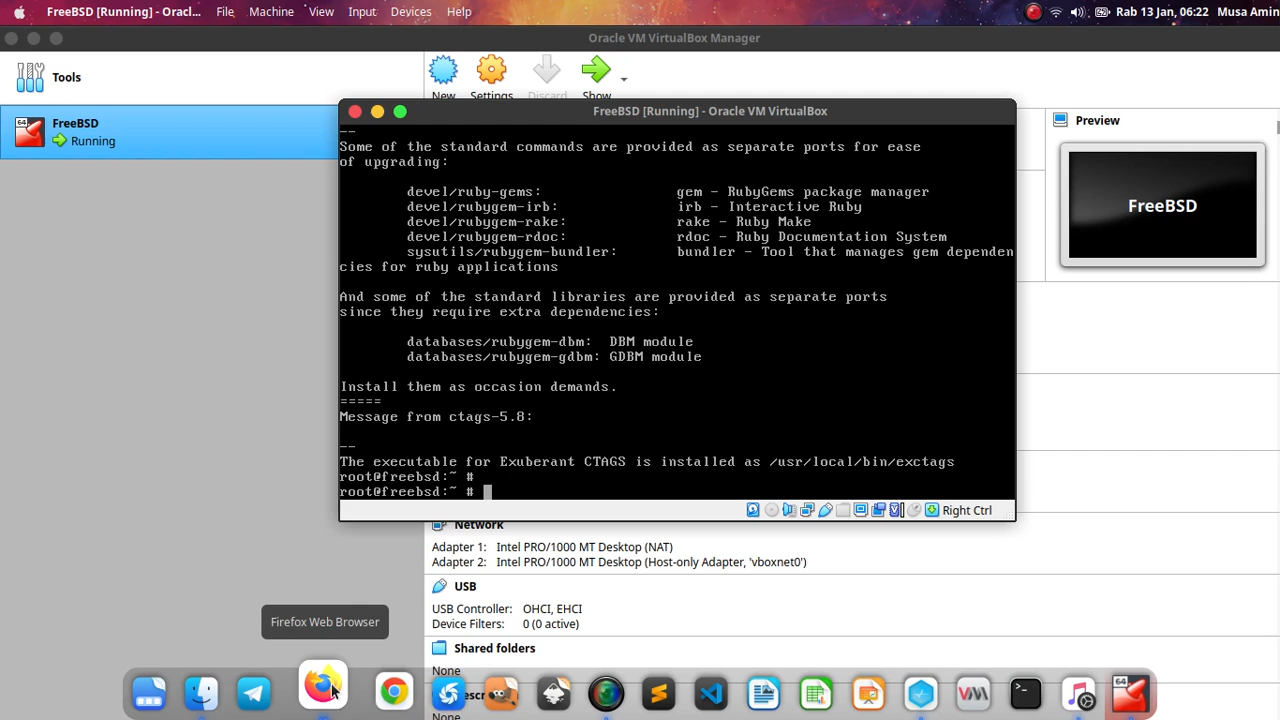 FreeBSD [Running] - Oracl... File Machine View Input Devices Help Rab 13 Jan, 06:22 Musa Amin
Oracle VM VirtualBox Manager
Tools
New Settings Discard Show
FreeBSD
Running
64
Preview
FreeBSD
FreeBSD [Running] - Oracle VM VirtualBox
--
Some of the standard commands are provided as separate ports for ease
of upgrading:
devel/ruby-gems: gem - RubyGems package manager
devel/rubygem-irb: irb - Interactive Ruby
devel/rubygem-rake: rake - Ruby Make
devel/rubygem-rdoc: rdoc - Ruby Documentation System
sysutils/rubygem-bundler: bundler - Tool that manages gem dependen
cies for ruby applications
And some of the standard libraries are provided as separate ports
since they require extra dependencies:
databases/rubygem-dbm: DBM module
databases/rubygem-gdbm: GDBM module
Install them as occasion demands.
=====
Message from ctags-5.8:
--
The executable for Exuberant CTAGS is installed as /usr/local/bin/exctags
root@freebsd:~ #
root@freebsd:~ #
Right Ctrl
Network
Adapter 1: Intel PRO/1000 MT Desktop (NAT)
Adapter 2: Intel PRO/1000 MT Desktop (Host-only Adapter, 'vboxnet0')
USB
USB Controller: OHCI, EHCI
Device Filters: 0 (0 active)
Shared folders
None
Firefox Web Browser
64